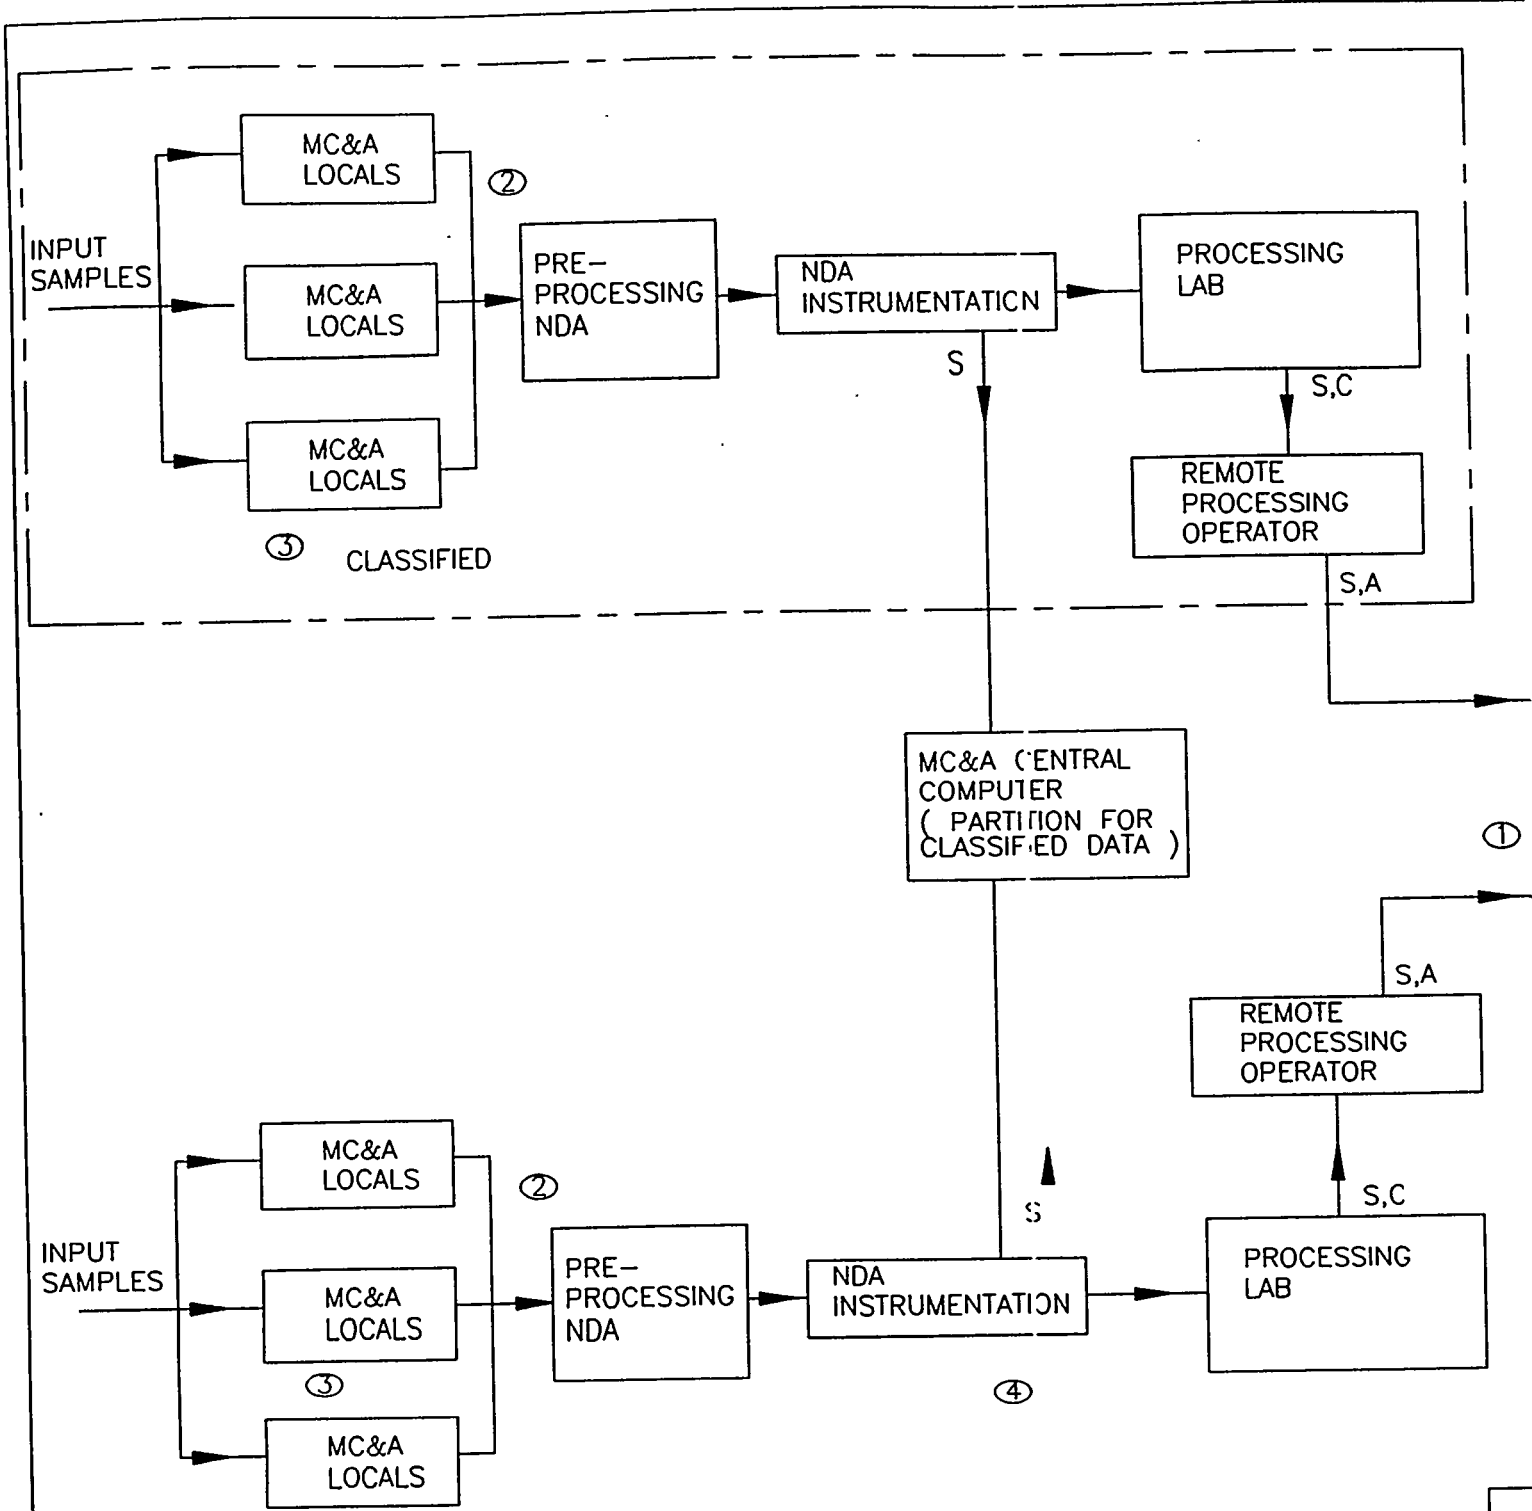 MC&A
LOCALS
②
INPUT
SAMPLES
MC&A
LOCALS
PRE-
PROCESSING
NDA
NDA
INSTRUMENTATION
PROCESSING
LAB
S
S,C
MC&A
LOCALS
REMOTE
PROCESSING
OPERATOR
③
CLASSIFIED
S,A
MC&A CENTRAL
COMPUTER
( PARTITION FOR
CLASSIFIED DATA )
①
S,A
REMOTE
PROCESSING
OPERATOR
MC&A
LOCALS
②
S
S,C
INPUT
SAMPLES
MC&A
LOCALS
PRE-
PROCESSING
NDA
NDA
INSTRUMENTATION
PROCESSING
LAB
③
④
MC&A
LOCALS